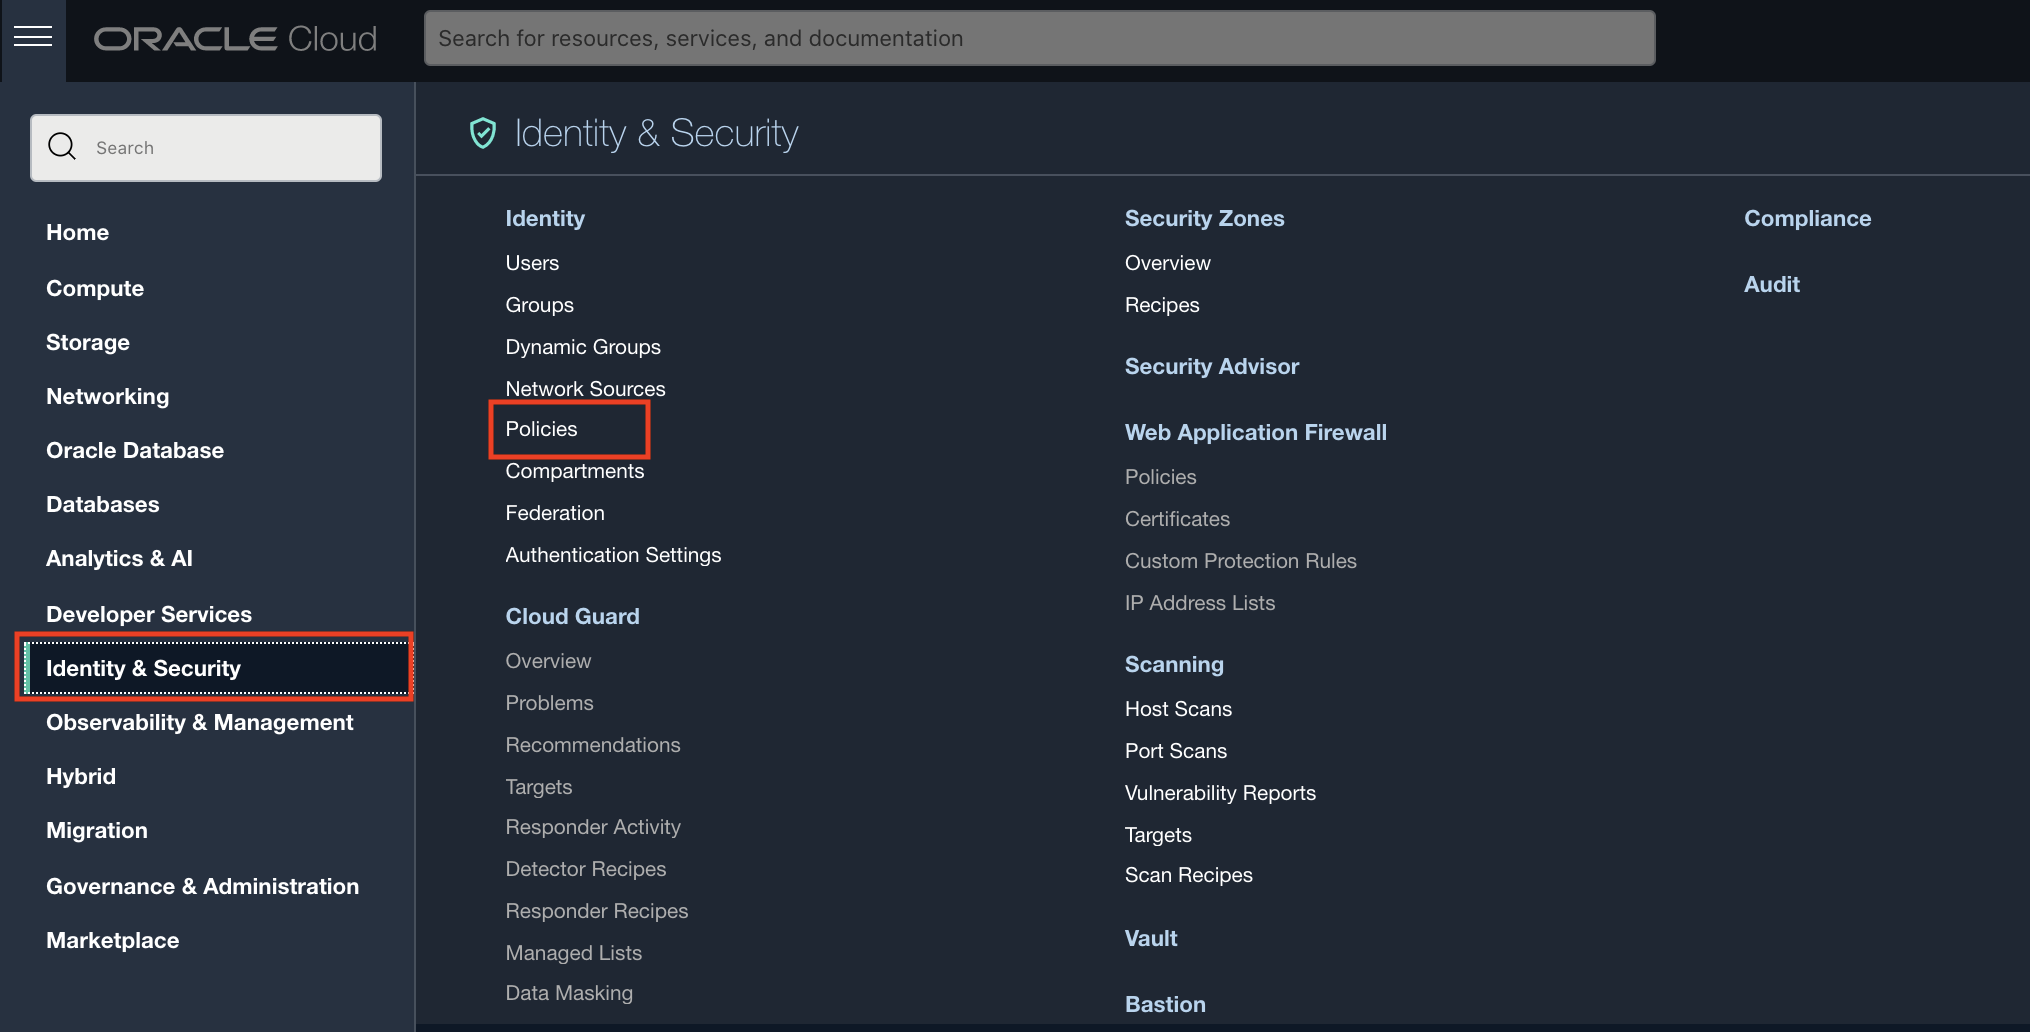 ORACLE Cloud
Search for resources, services, and documentation
Search
Home
Compute
Storage
Networking
Oracle Database
Databases
Analytics & AI
Developer Services
Identity & Security
Observability & Management
Hybrid
Migration
Governance & Administration
Marketplace
Identity & Security
Identity
Users
Groups
Dynamic Groups
Network Sources
Policies
Compartments
Federation
Authentication Settings
Cloud Guard
Overview
Problems
Recommendations
Targets
Responder Activity
Detector Recipes
Responder Recipes
Managed Lists
Data Masking
Security Zones
Overview
Recipes
Security Advisor
Web Application Firewall
Policies
Certificates
Custom Protection Rules
IP Address Lists
Scanning
Host Scans
Port Scans
Vulnerability Reports
Targets
Scan Recipes
Vault
Bastion
Compliance
Audit